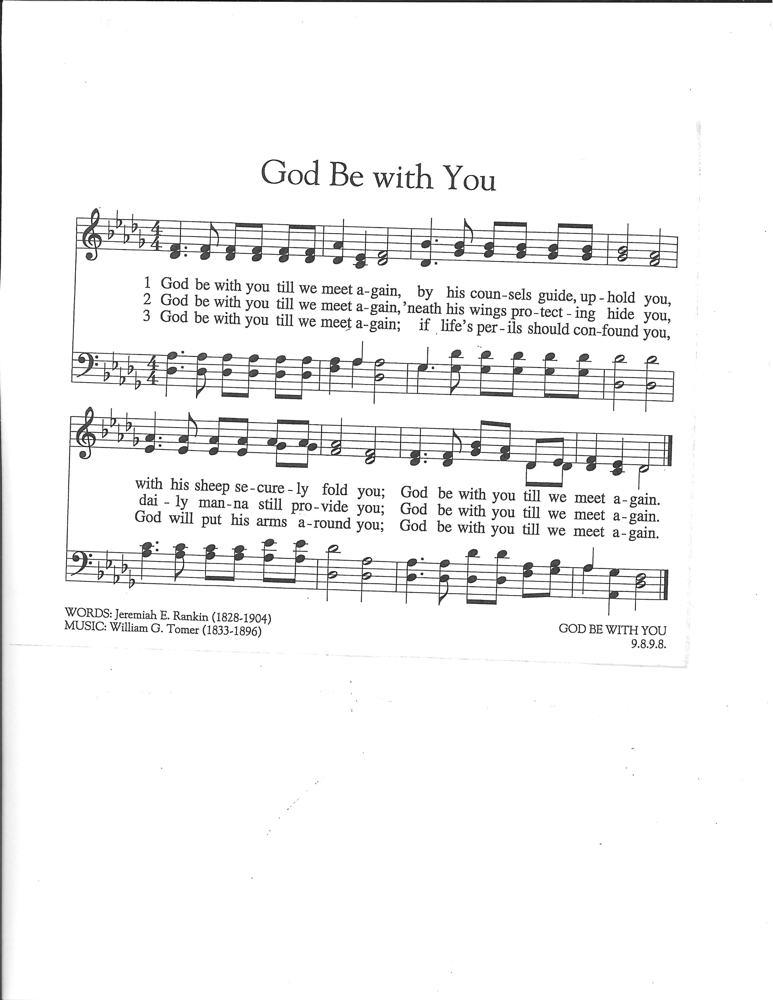 God Be with You
1 God be with you till we meet a-gain, by his coun-sels guide, up-hold you,
2 God be with you till we meet a-gain, 'neath his wings pro-tect-ing hide you,
3 God be with you till we meet a-gain; if life's per-ils should con-found you,
with his sheep se-cure-ly fold you; God be with you till we meet a-gain.
dai-ly man-na still pro-vide you; God be with you till we meet a-gain.
God will put his arms a-round you; God be with you till we meet a-gain.
WORDS: Jeremiah E. Rankin (1828-1904)
MUSIC: William G. Tomer (1833-1896)
GOD BE WITH YOU
9.8.9.8.